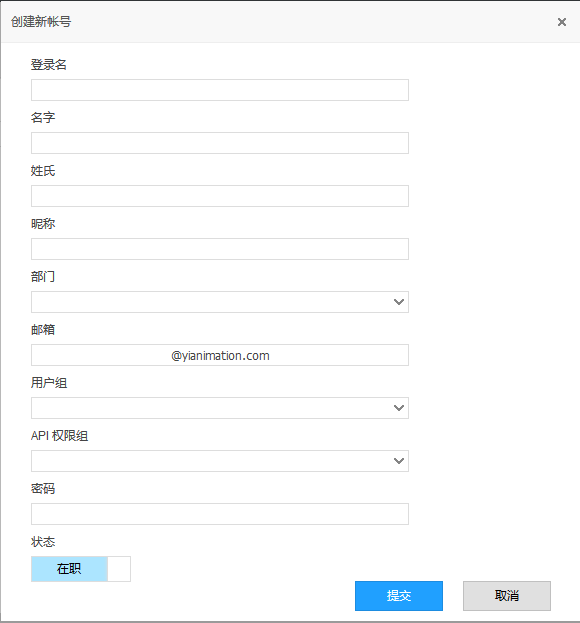 创建新帐号
登录名
名字
姓氏
昵称
部门
邮箱
@yianimation.com
用户组
API 权限组
密码
状态
在职
提交 取消